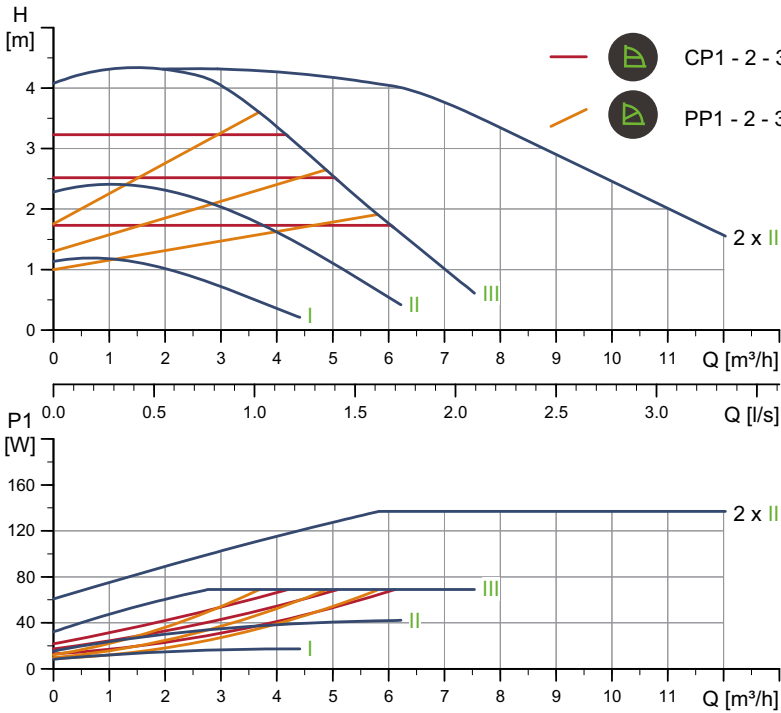 H
[m]
CP1 - 2 - 3
PP1 - 2 - 3
4
3
2
1
0
2 x II
III
II
I
0 1 2 3 4 5 6 7 8 9 10 11 Q [m³/h]
0.0 0.5 1.0 1.5 2.0 2.5 3.0 Q [l/s]
P1
[W]
160
120
80
40
0
2 x II
III
II
I
0 1 2 3 4 5 6 7 8 9 10 11 Q [m³/h]